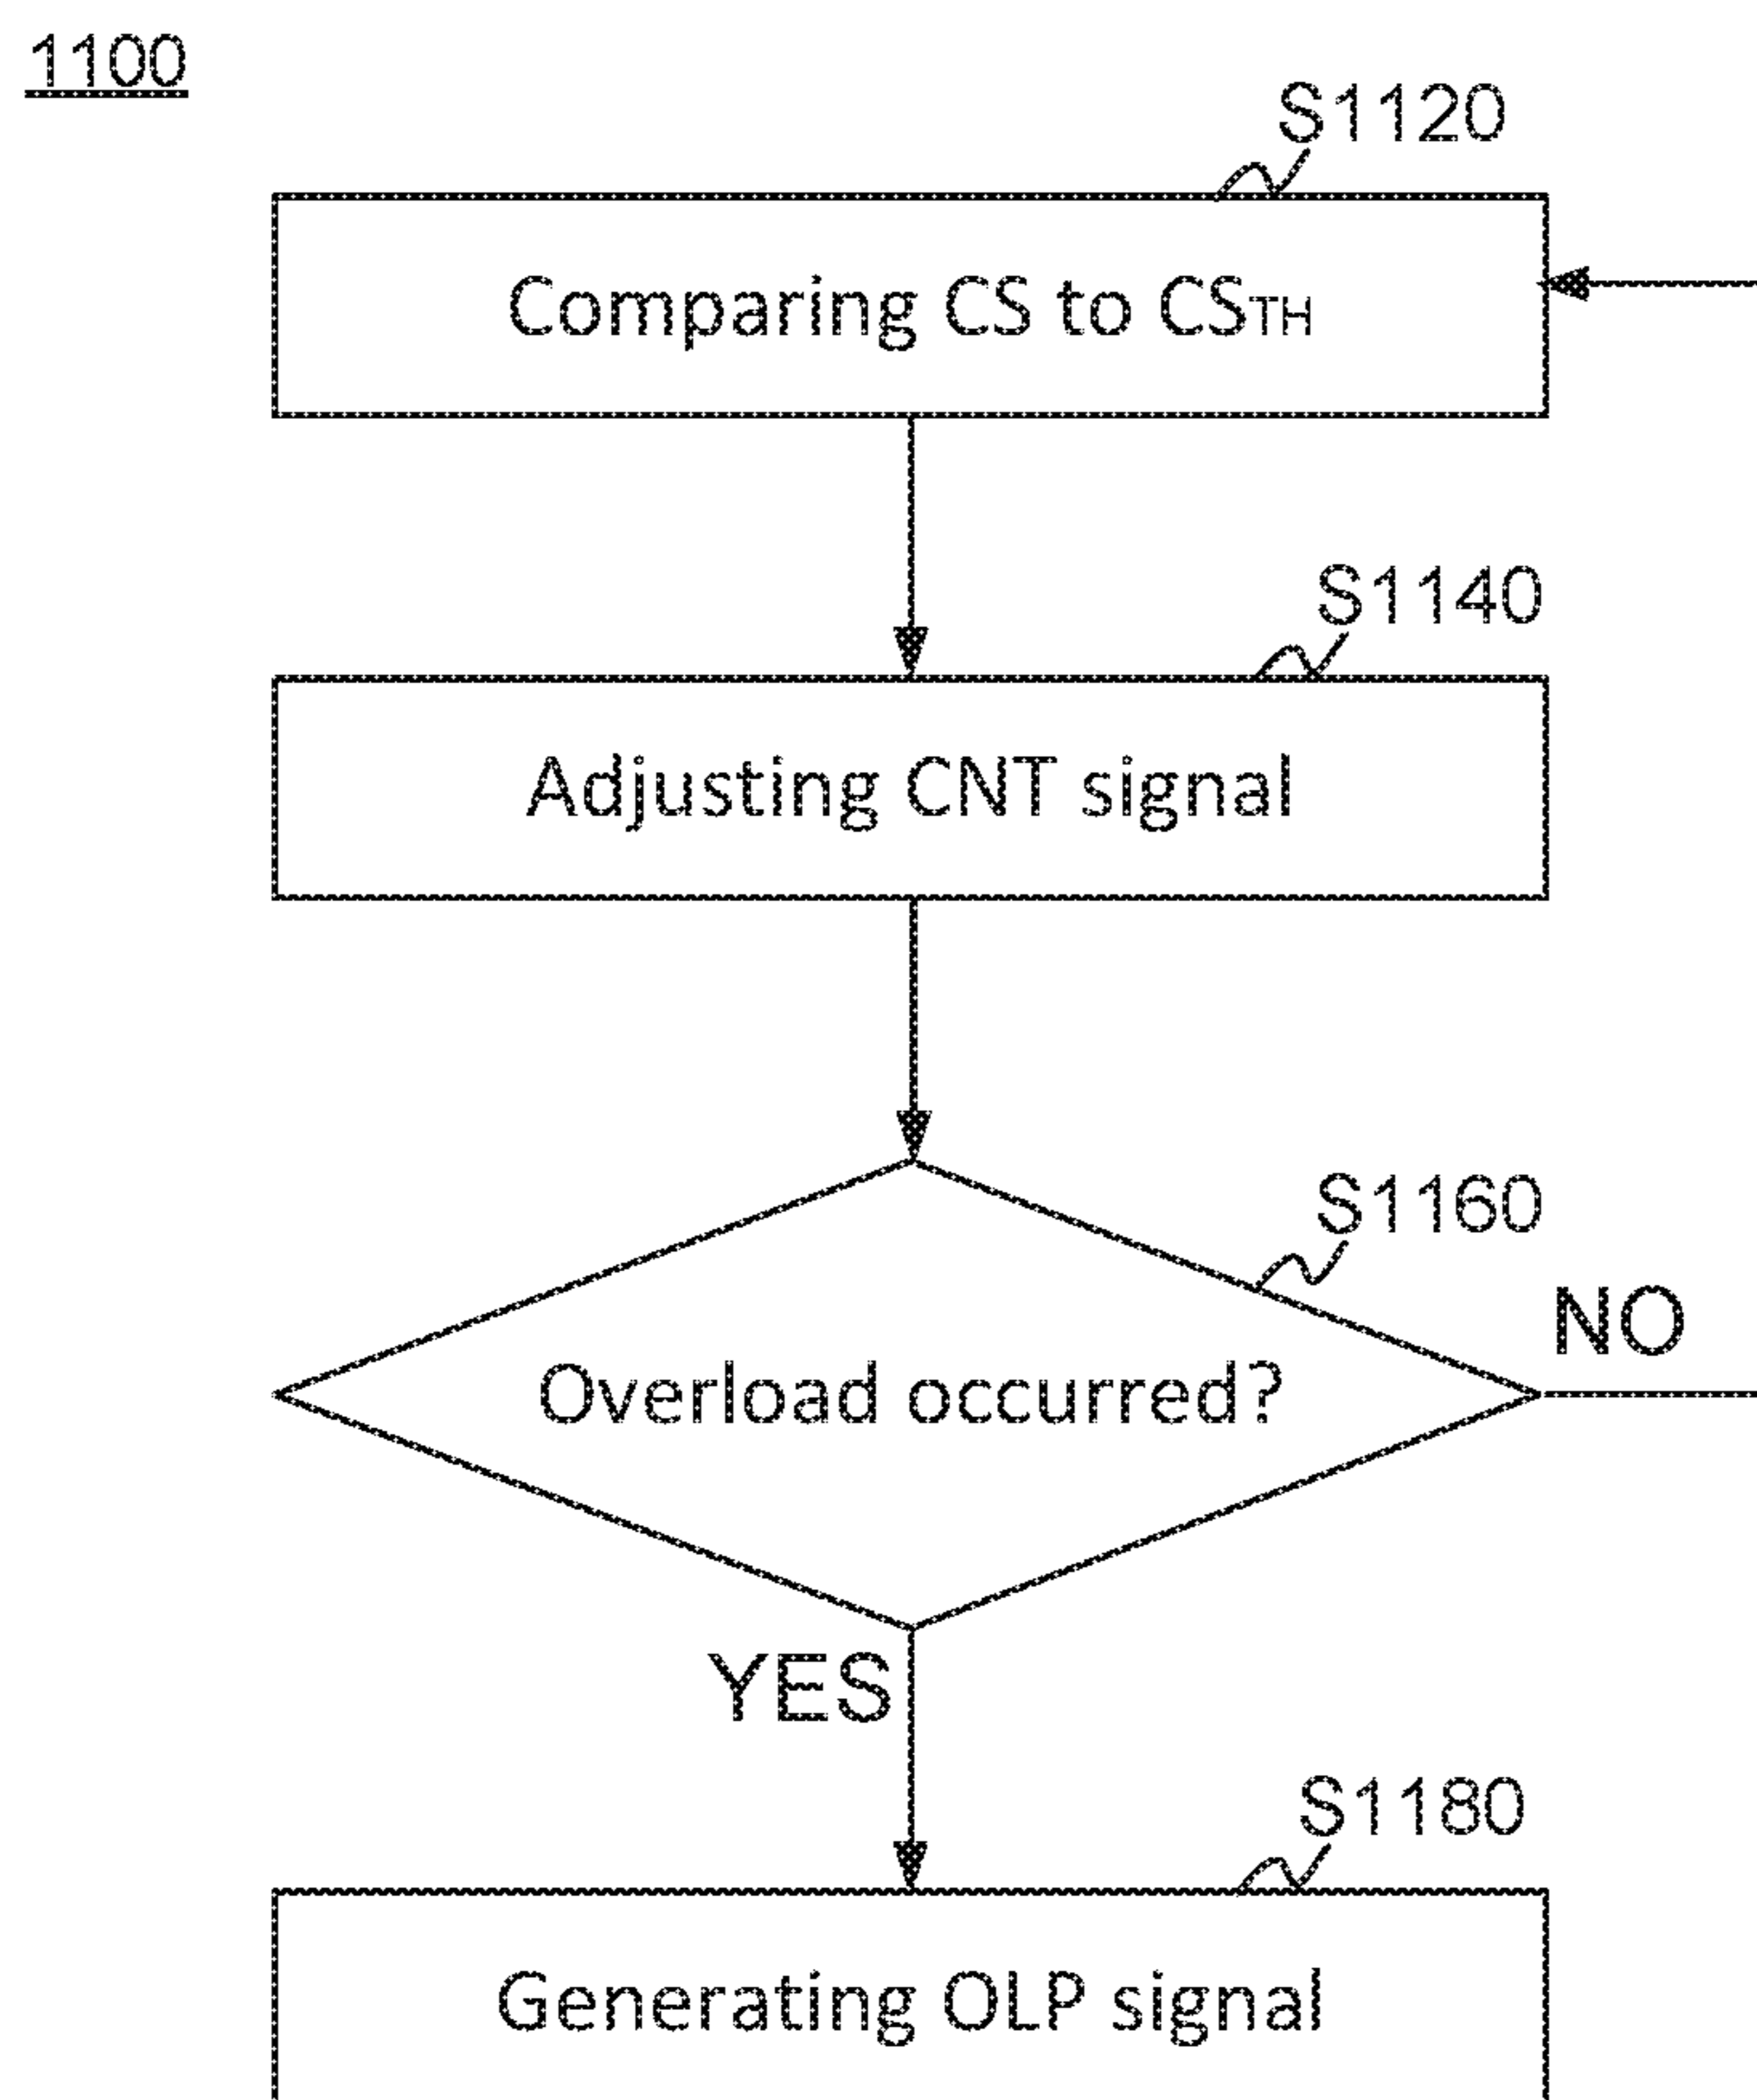 1100
S1120
Comparing CS to CSTH
S1140
Adjusting CNT signal
S1160
NO
Overload occurred?
YES
S1180
Generating OLP signal